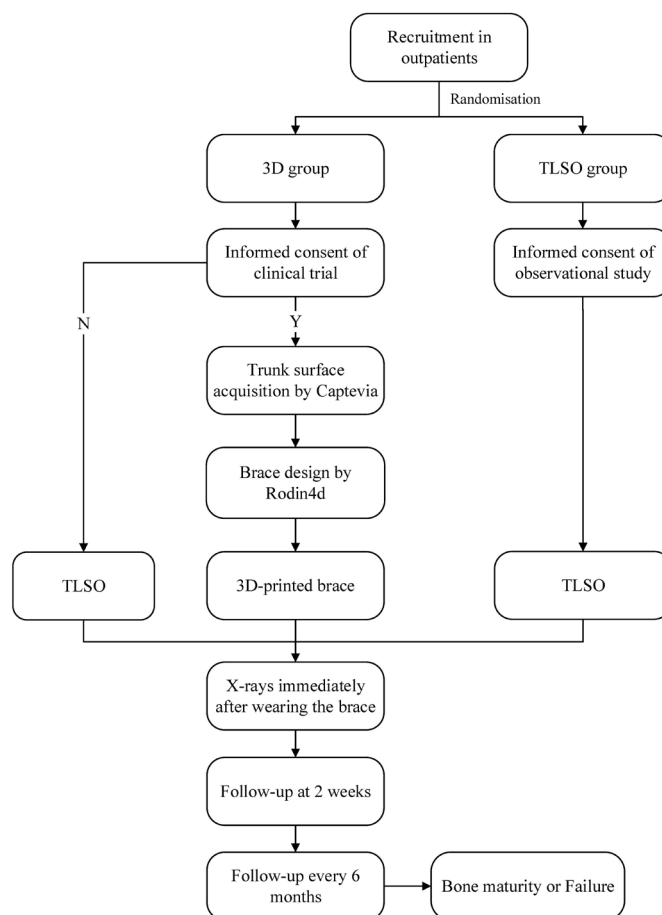 Recruitment in
outpatients
Randomisation
3D group
TLSO group
Informed consent of
clinical trial
Informed consent of
observational study
N
Y
Trunk surface
acquisition by Captevia
Brace design by
Rodin4d
TLSO
3D-printed brace
TLSO
X-rays immediately
after wearing the brace
Follow-up at 2 weeks
Follow-up every 6
months
Bone maturity or Failure